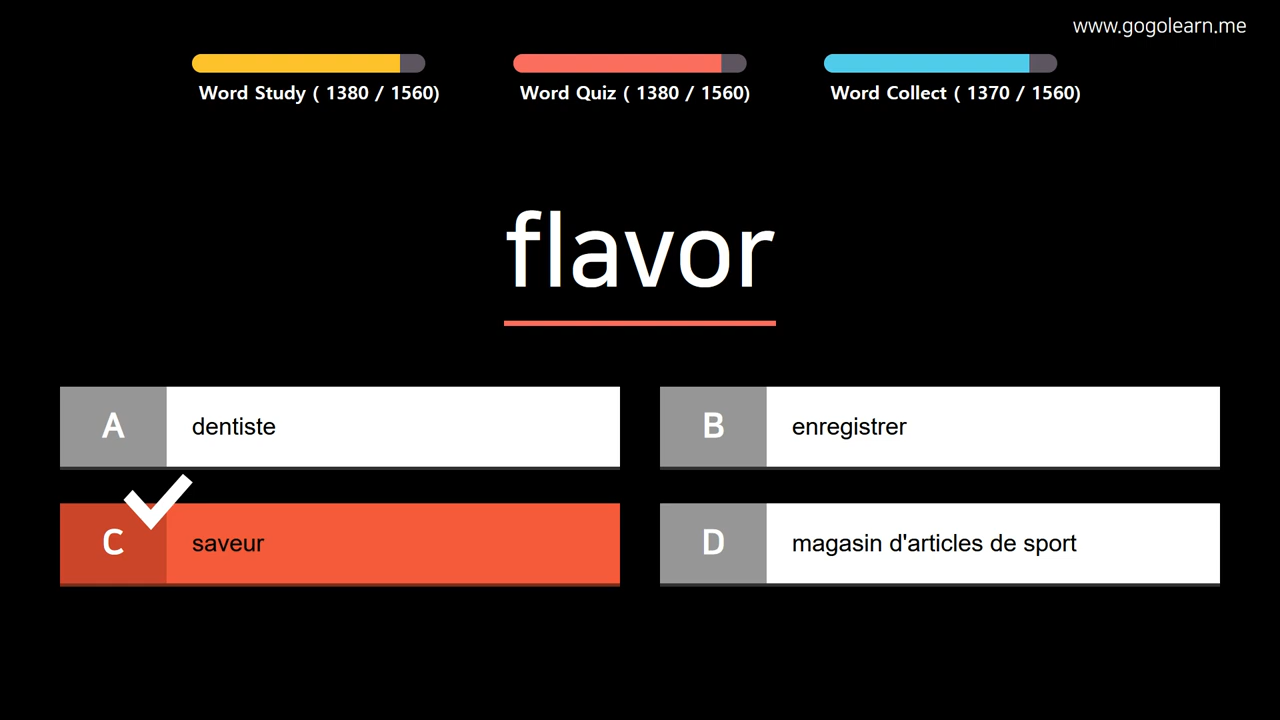 www.gogolearn.me
Word Study ( 1380 / 1560)
Word Quiz ( 1380 / 1560)
Word Collect ( 1370 / 1560)
flavor
A dentiste
B enregistrer
C saveur
D magasin d'articles de sport